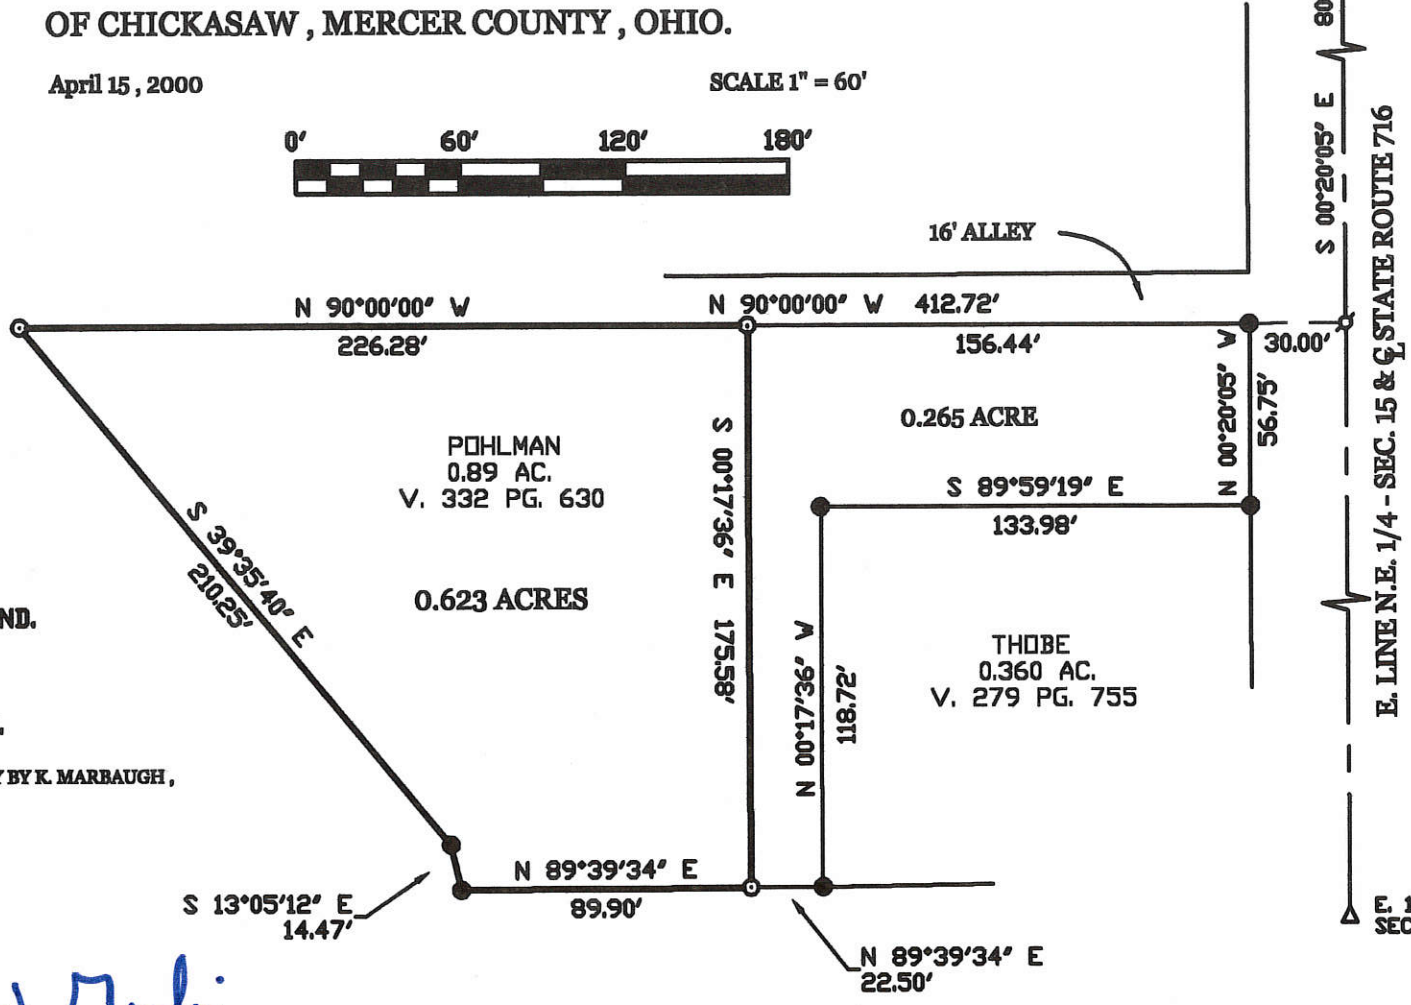 OF CHICKASAW , MERCER COUNTY , OHIO.
April 15 , 2000
SCALE 1" = 60'
0' 60' 120' 180'
16' ALLEY
S 00°20'05" E
80
N 90°00'00" W
226.28'
N 90°00'00" W 412.72'
156.44'
30.00'
N 00°20'05" W
56.75'
E. LINE N.E. 1/4 - SEC. 15 & ℄ STATE ROUTE 716
0.265 ACRE
POHLMAN
0.89 AC.
V. 332 PG. 630
S 00°17'36" E 175.58'
S 89°59'19" E
133.98'
S 39°35'40" E
210.25'
0.623 ACRES
ND.
N 00°17'36" W
118.72'
THOBE
0.360 AC.
V. 279 PG. 755
Y BY K. MARBAUGH ,
N 89°39'34" E
89.90'
S 13°05'12" E
14.47'
N 89°39'34" E
22.50'
E. 1
SEC